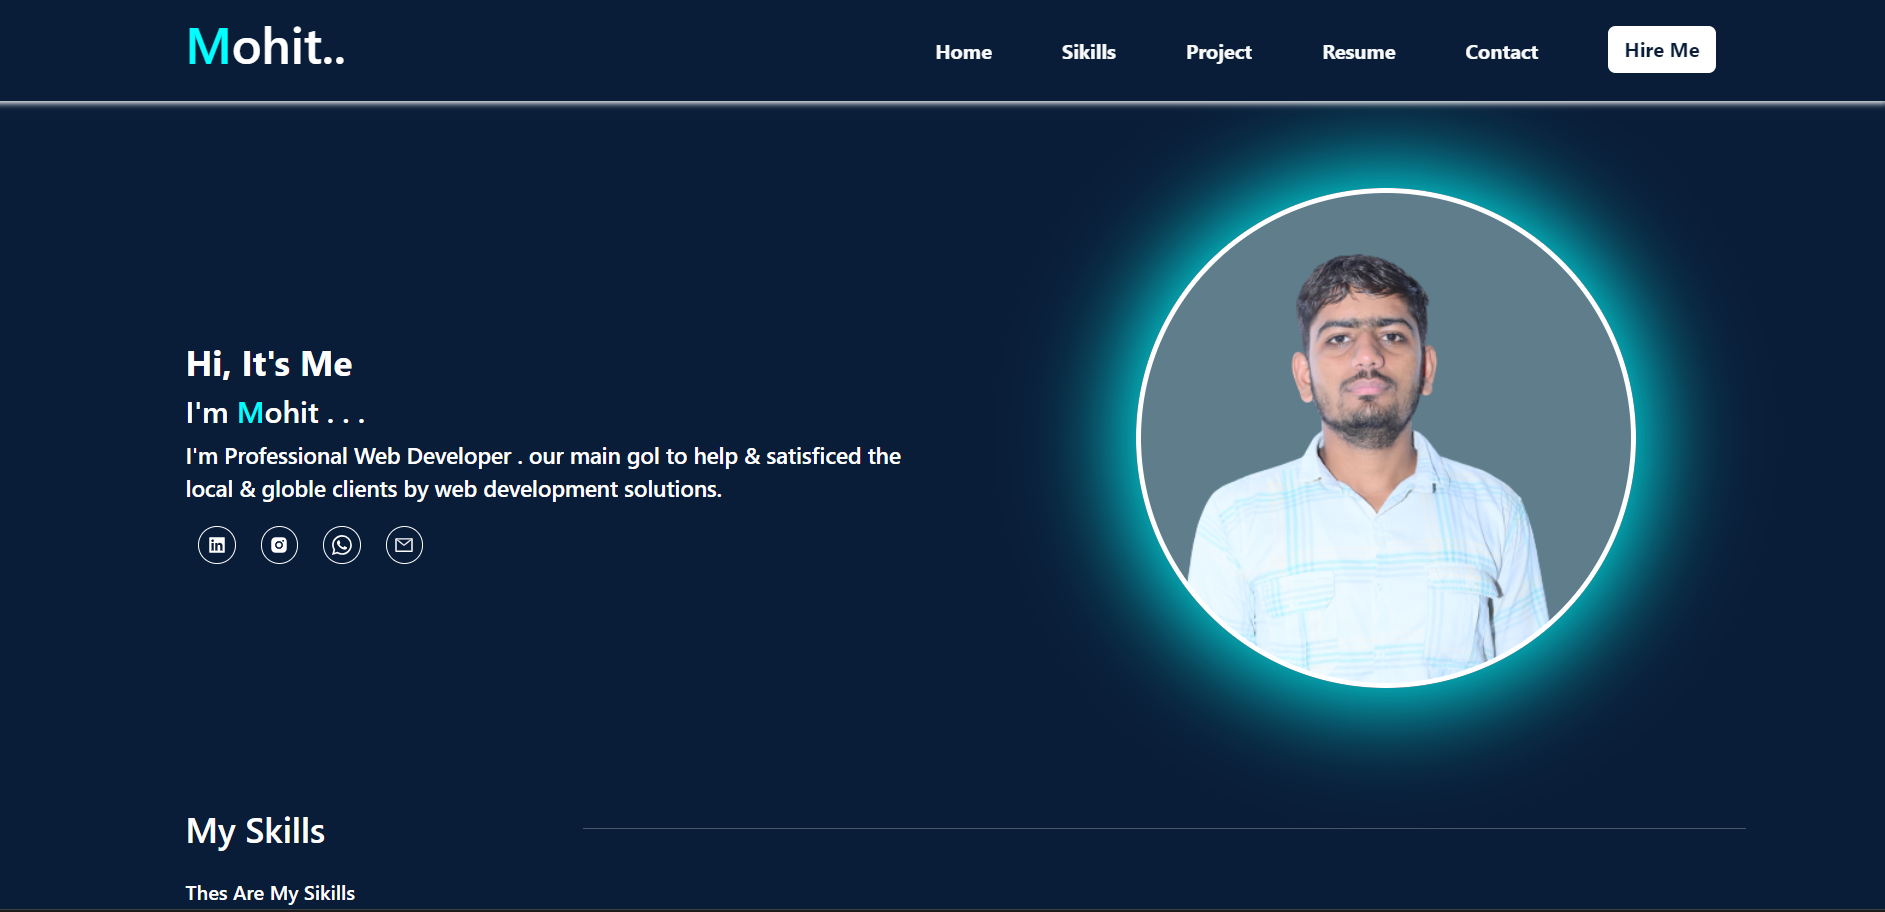 Mohit..
Home Sikills Project Resume Contact Hire Me
Hi, It's Me
I'm Mohit . . .
I'm Professional Web Developer . our main gol to help & satisficed the
local & globle clients by web development solutions.
My Skills
Thes Are My Sikills